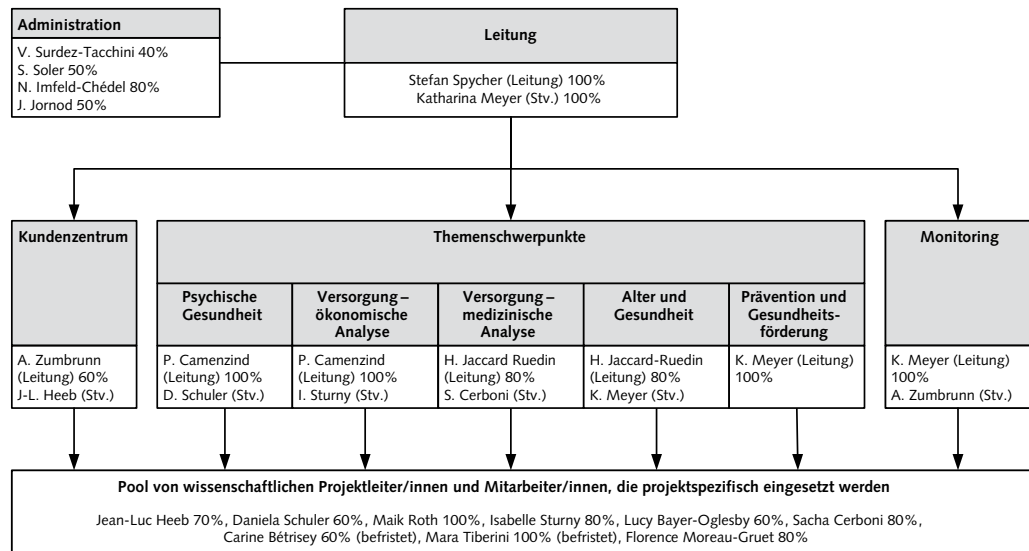 Administration
V. Surdez-Tacchini 40%
S. Soler 50%
N. Imfeld-Chédel 80%
J. Jornod 50%
Leitung
Stefan Spycher (Leitung) 100%
Katharina Meyer (Stv.) 100%
Kundenzentrum
A. Zumbrunn
(Leitung) 60%
J-L. Heeb (Stv.)
Themenschwerpunkte
Psychische
Gesundheit
P. Camenzind
(Leitung) 100%
D. Schuler (Stv.)
Versorgung –
ökonomische
Analyse
P. Camenzind
(Leitung) 100%
I. Sturny (Stv.)
Versorgung –
medizinische
Analyse
H. Jaccard Ruedin
(Leitung) 80%
S. Cerboni (Stv.)
Alter und
Gesundheit
H. Jaccard-Ruedin
(Leitung) 80%
K. Meyer (Stv.)
Prävention und
Gesundheits-
förderung
K. Meyer (Leitung)
100%
Monitoring
K. Meyer (Leitung)
100%
A. Zumbrunn (Stv.)
Pool von wissenschaftlichen Projektleiter/innen und Mitarbeiter/innen, die projektspezifisch eingesetzt werden
Jean-Luc Heeb 70%, Daniela Schuler 60%, Maik Roth 100%, Isabelle Sturny 80%, Lucy Bayer-Oglesby 60%, Sacha Cerboni 80%,
Carine Bétrisey 60% (befristet), Mara Tiberini 100% (befristet), Florence Moreau-Gruet 80%